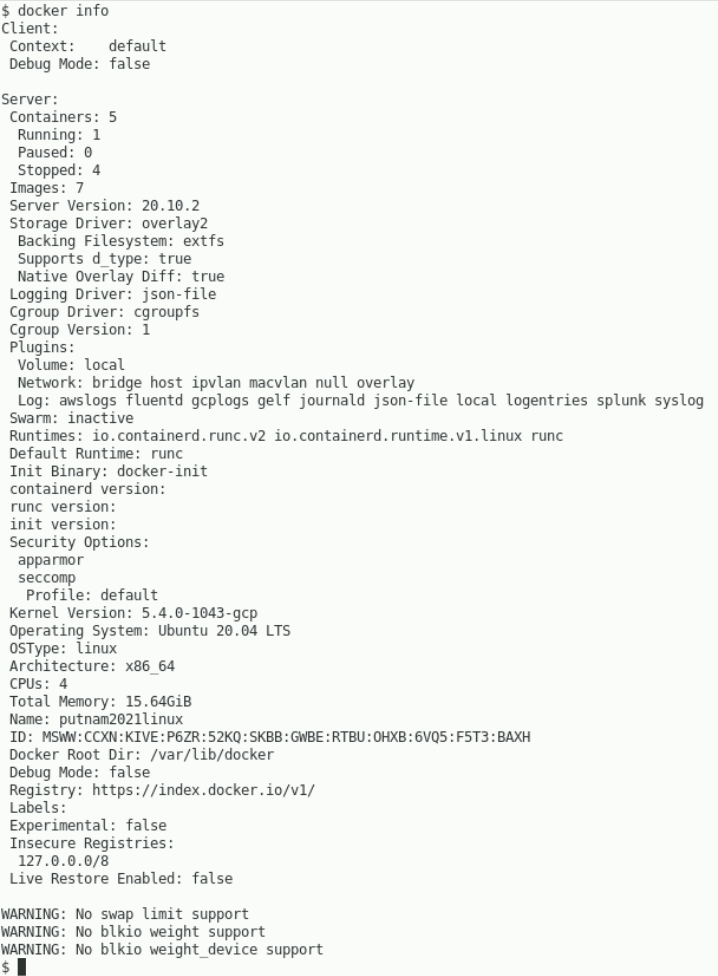 $ docker info
Client:
 Context:    default
 Debug Mode: false

Server:
 Containers: 5
  Running: 1
  Paused: 0
  Stopped: 4
 Images: 7
 Server Version: 20.10.2
 Storage Driver: overlay2
  Backing Filesystem: extfs
  Supports d_type: true
  Native Overlay Diff: true
 Logging Driver: json-file
 Cgroup Driver: cgroupfs
 Cgroup Version: 1
 Plugins:
  Volume: local
  Network: bridge host ipvlan macvlan null overlay
  Log: awslogs fluentd gcplogs gelf journald json-file local logentries splunk syslog
 Swarm: inactive
 Runtimes: io.containerd.runc.v2 io.containerd.runtime.v1.linux runc
 Default Runtime: runc
 Init Binary: docker-init
 containerd version:
 runc version:
 init version:
 Security Options:
  apparmor
  seccomp
   Profile: default
 Kernel Version: 5.4.0-1043-gcp
 Operating System: Ubuntu 20.04 LTS
 OSType: linux
 Architecture: x86_64
 CPUs: 4
 Total Memory: 15.64GiB
 Name: putnam2021linux
 ID: MSWW:CCXN:KIVE:P6ZR:52KQ:SKBB:GWBE:RTBU:OHXB:6VQ5:F5T3:BAXH
 Docker Root Dir: /var/lib/docker
 Debug Mode: false
 Registry: https://index.docker.io/v1/
 Labels:
 Experimental: false
 Insecure Registries:
  127.0.0.0/8
 Live Restore Enabled: false

WARNING: No swap limit support
WARNING: No blkio weight support
WARNING: No blkio weight_device support
$